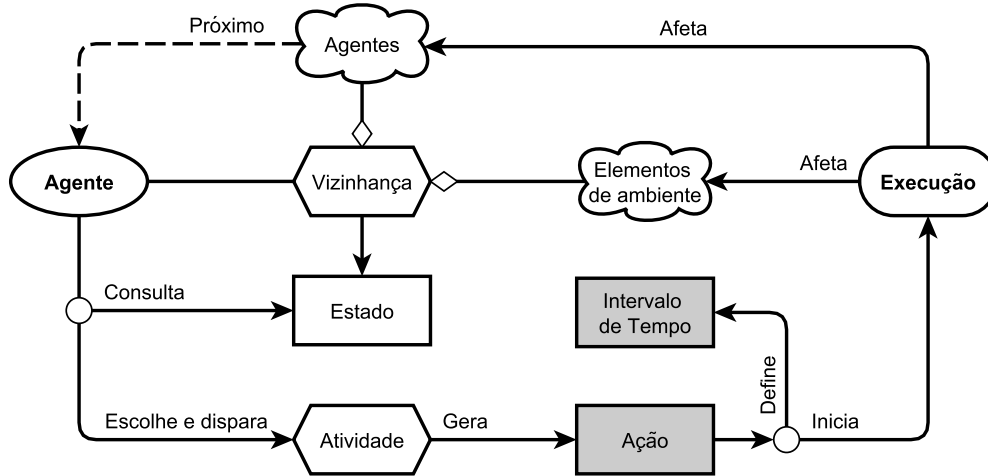 Próximo
Agentes
Afeta
Agente
Vizinhança
Elementos
de ambiente
Afeta
Execução
Consulta
Estado
Intervalo
de Tempo
Define
Escolhe e dispara
Atividade
Gera
Ação
Inicia